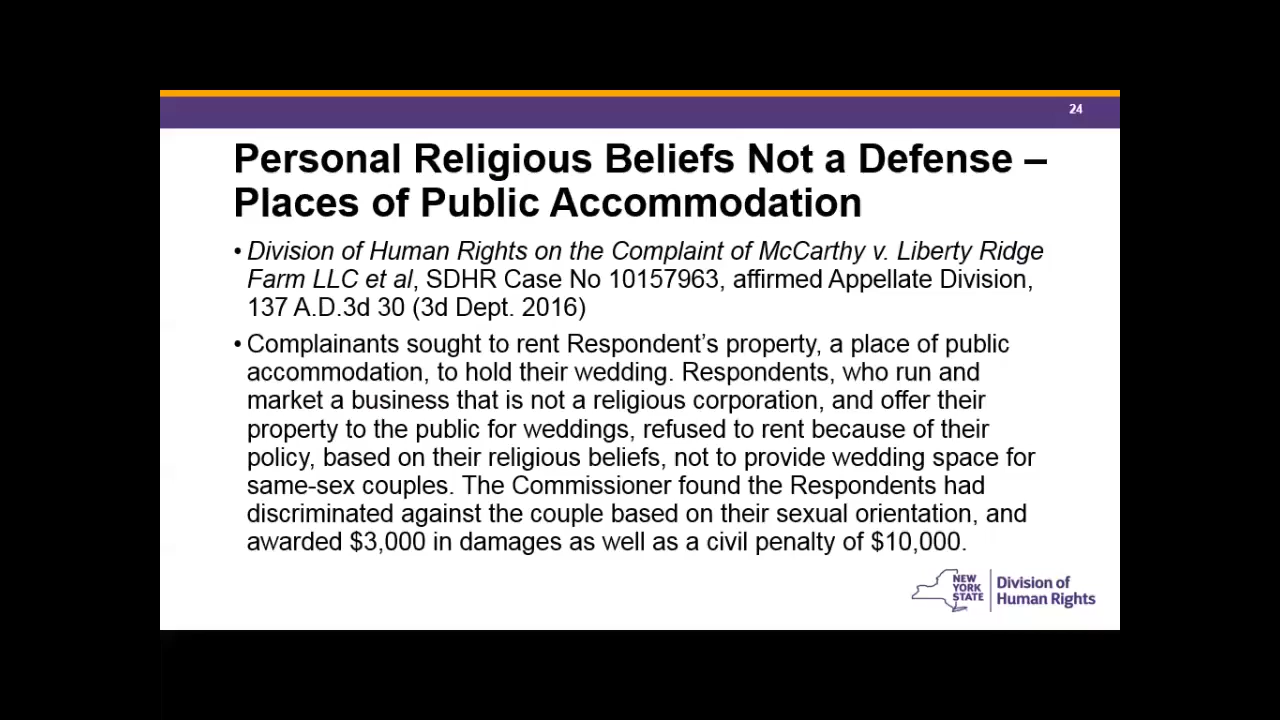 24
Personal Religious Beliefs Not a Defense –
Places of Public Accommodation
• Division of Human Rights on the Complaint of McCarthy v. Liberty Ridge
Farm LLC et al, SDHR Case No 10157963, affirmed Appellate Division,
137 A.D.3d 30 (3d Dept. 2016)
• Complainants sought to rent Respondent's property, a place of public
accommodation, to hold their wedding. Respondents, who run and
market a business that is not a religious corporation, and offer their
property to the public for weddings, refused to rent because of their
policy, based on their religious beliefs, not to provide wedding space for
same-sex couples. The Commissioner found the Respondents had
discriminated against the couple based on their sexual orientation, and
awarded $3,000 in damages as well as a civil penalty of $10,000.
NEW
YORK
STATE
Division of
Human Rights